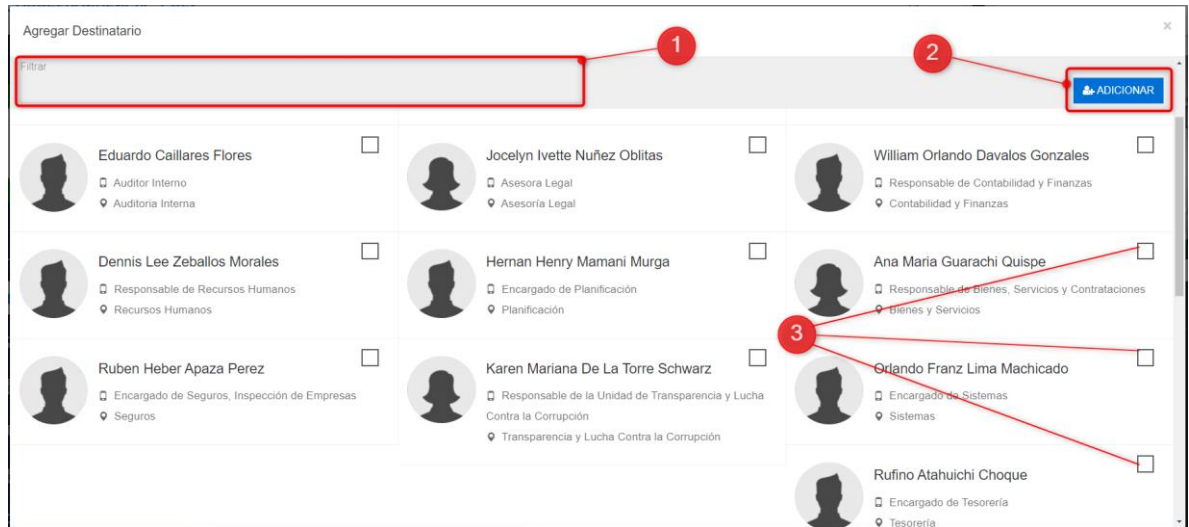 Agregar Destinatario
×
Filtrar
1
2
ADICIONAR
Eduardo Caillares Flores
Auditor Interno
Auditoria Interna
Jocelyn Ivette Nuñez Oblitas
Asesora Legal
Asesoría Legal
William Orlando Davalos Gonzales
Responsable de Contabilidad y Finanzas
Contabilidad y Finanzas
Dennis Lee Zeballos Morales
Responsable de Recursos Humanos
Recursos Humanos
Hernan Henry Mamani Murga
Encargado de Planificación
Planificación
Ana Maria Guarachi Quispe
Responsable de Bienes, Servicios y Contrataciones
Bienes y Servicios
3
Ruben Heber Apaza Perez
Encargado de Seguros, Inspección de Empresas
Seguros
Karen Mariana De La Torre Schwarz
Responsable de la Unidad de Transparencia y Lucha
Contra la Corrupción
Transparencia y Lucha Contra la Corrupción
Orlando Franz Lima Machicado
Encargado de Sistemas
Sistemas
Rufino Atahuichi Choque
Encargado de Tesorería
Tesorería